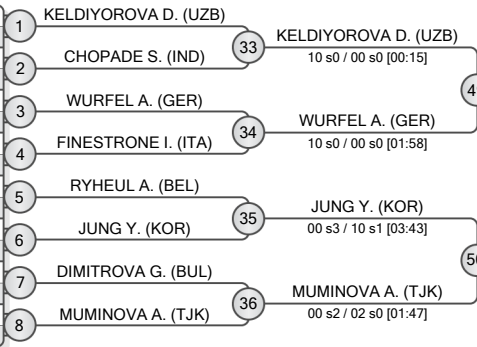 1
KELDIYOROVA D. (UZB)
2
CHOPADE S. (IND)
33
KELDIYOROVA D. (UZB)
10 s0 / 00 s0 [00:15]
3
WURFEL A. (GER)
4
FINESTRONE I. (ITA)
34
WURFEL A. (GER)
10 s0 / 00 s0 [01:58]
5
RYHEUL A. (BEL)
6
JUNG Y. (KOR)
35
JUNG Y. (KOR)
00 s3 / 10 s1 [03:43]
7
DIMITROVA G. (BUL)
8
MUMINOVA A. (TJK)
36
MUMINOVA A. (TJK)
00 s2 / 02 s0 [01:47]